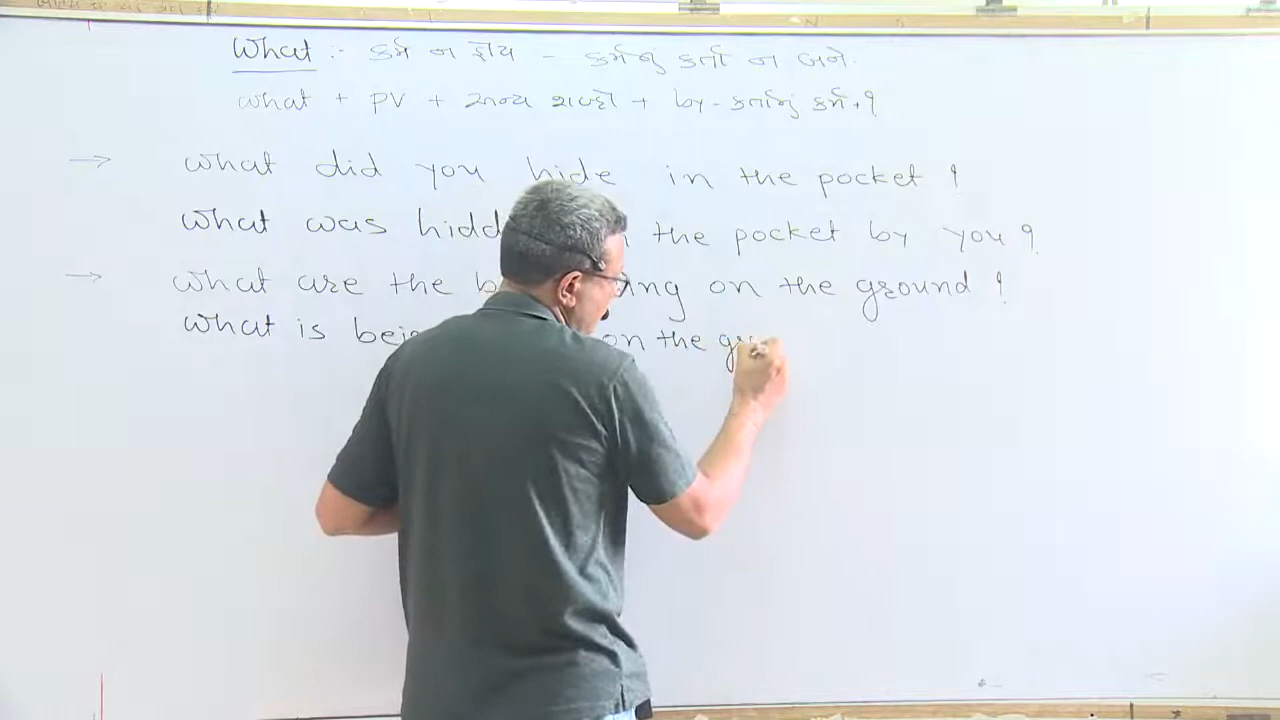 What :- કર્મ ન હોય - કર્મનું કર્તા ન બને.
what + PV + અન્ય શબ્દો + by - કર્તાનું કર્મ + ?
→ what did you hide in the pocket ?
what was hidd the pocket by you ?
→ what are the b ing on the ground ?
what is bei on the gr